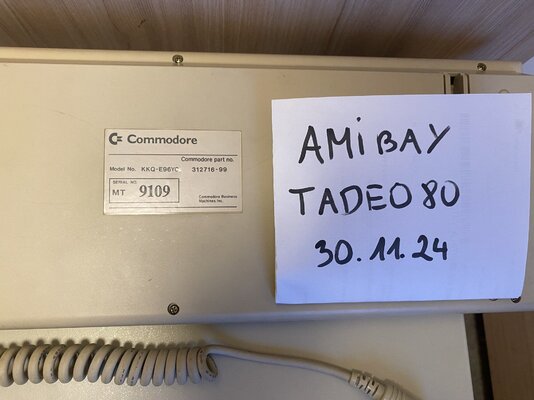 Commodore
Commodore part no.
Model No. KKQ-E96YC 312716-99
SERIAL NO.
MT 9109
Commodore Business
Machines, Inc.
AMiBAY
TADEO80
30.11.24